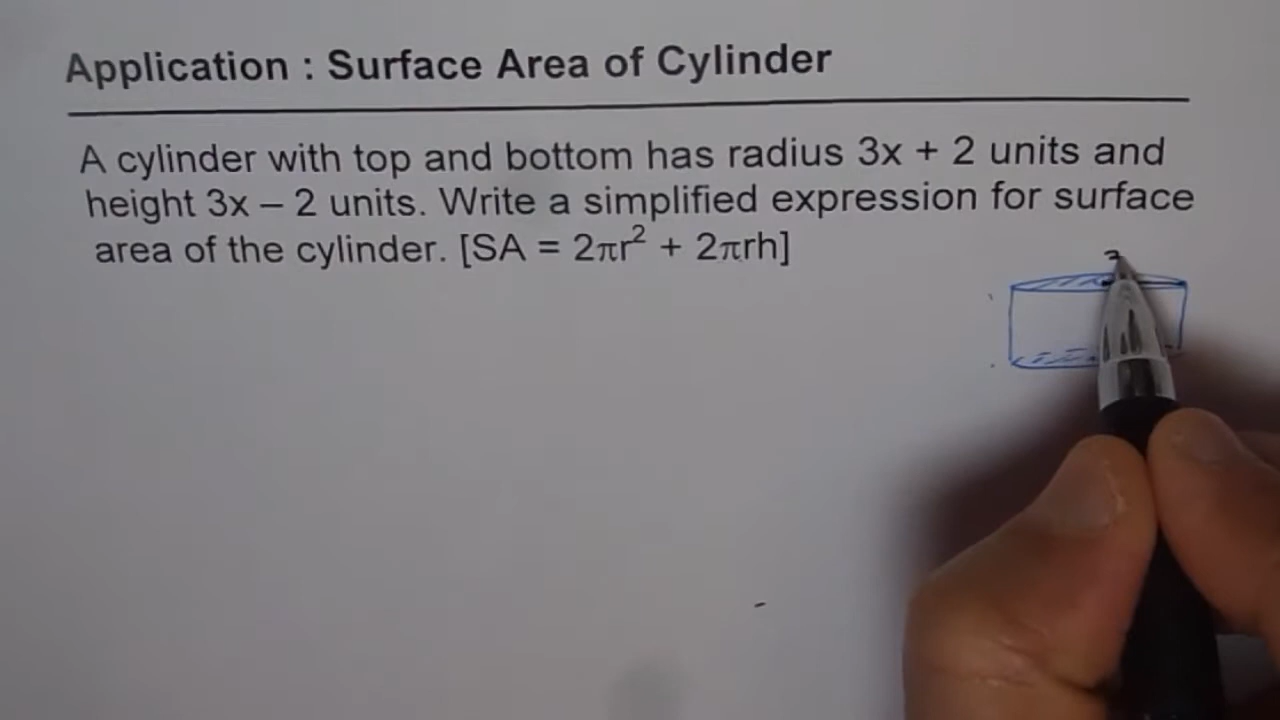 Application : Surface Area of Cylinder
A cylinder with top and bottom has radius 3x + 2 units and
height 3x – 2 units. Write a simplified expression for surface
area of the cylinder. [SA = 2πr² + 2πrh]